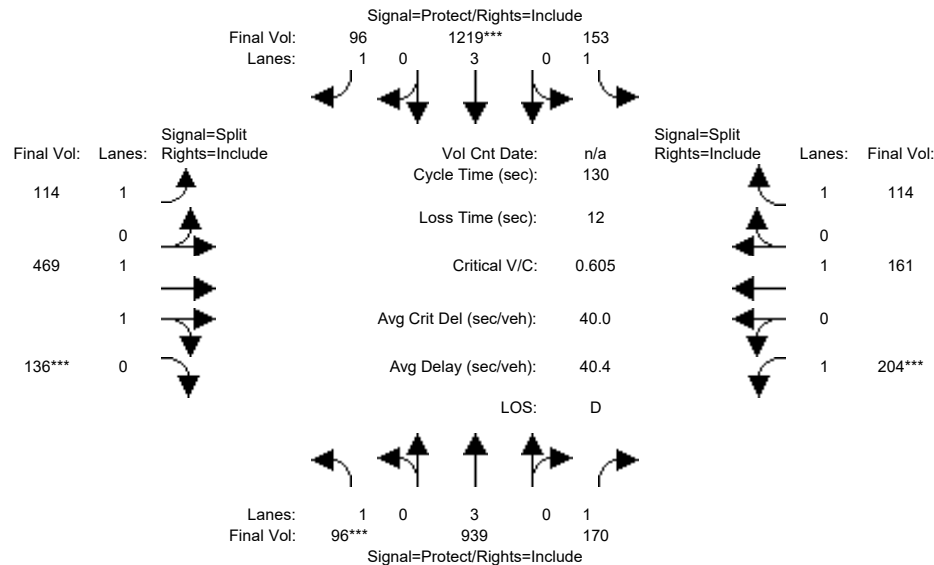 Signal=Protect/Rights=Include
Final Vol: 96 1219*** 153
Lanes: 1 0 3 0 1
Signal=Split Signal=Split
Final Vol: Lanes: Rights=Include Vol Cnt Date: n/a Rights=Include Lanes: Final Vol:
Cycle Time (sec): 130
114 1 1 114
Loss Time (sec): 12
0 0
469 1 Critical V/C: 0.605 1 161
1 Avg Crit Del (sec/veh): 40.0 0
136*** 0 Avg Delay (sec/veh): 40.4 1 204***
LOS: D
Lanes: 1 0 3 0 1
Final Vol: 96*** 939 170
Signal=Protect/Rights=Include